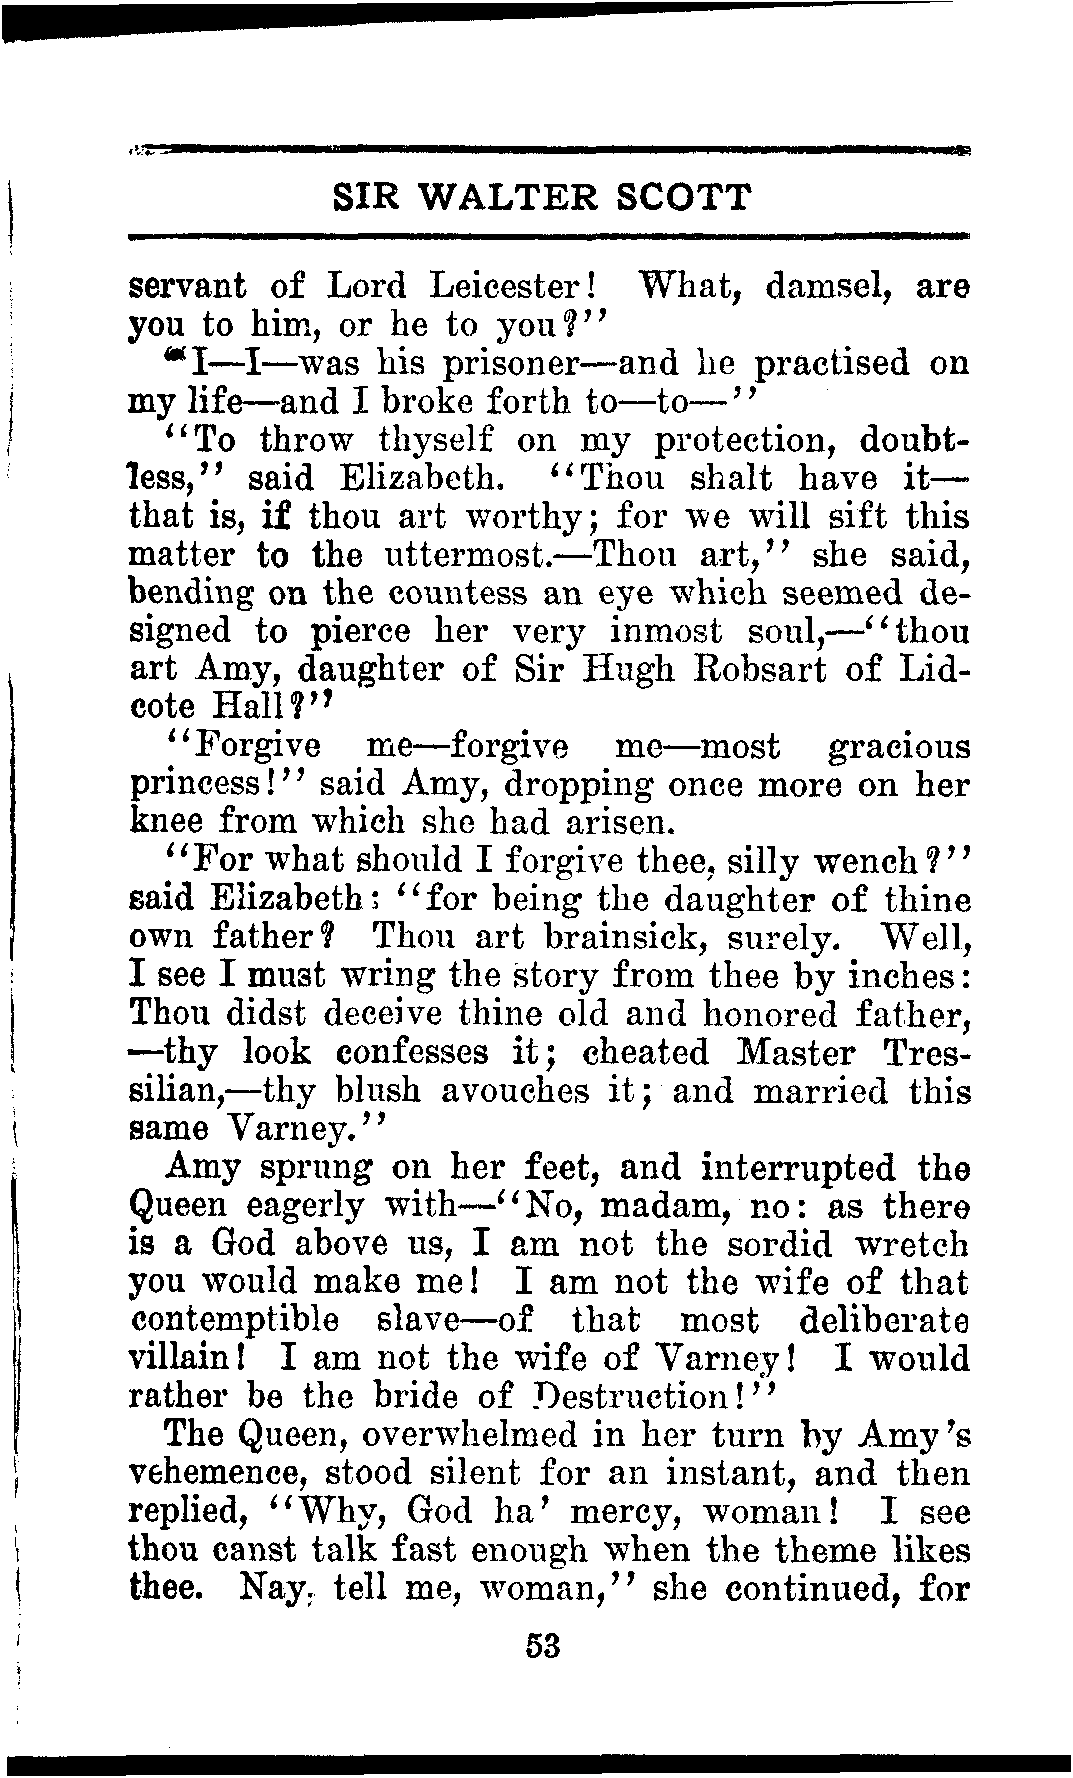 SIR WALTER SCOTT
servant of Lord Leicester! What, damsel, are
you to him, or he to you?"
"I—I—was his prisoner—and he practised on
my life—and I broke forth to—to—"
"To throw thyself on my protection, doubt-
less," said Elizabeth. "Thou shalt have it—
that is, if thou art worthy; for we will sift this
matter to the uttermost.—Thou art," she said,
bending on the countess an eye which seemed de-
signed to pierce her very inmost soul,—"thou
art Amy, daughter of Sir Hugh Robsart of Lid-
cote Hall?"
"Forgive me—forgive me—most gracious
princess!" said Amy, dropping once more on her
knee from which she had arisen.
"For what should I forgive thee, silly wench?"
said Elizabeth: "for being the daughter of thine
own father? Thou art brainsick, surely. Well,
I see I must wring the story from thee by inches:
Thou didst deceive thine old and honored father,
—thy look confesses it; cheated Master Tres-
silian,—thy blush avouches it; and married this
same Varney."
Amy sprung on her feet, and interrupted the
Queen eagerly with—"No, madam, no: as there
is a God above us, I am not the sordid wretch
you would make me! I am not the wife of that
contemptible slave—of that most deliberate
villain! I am not the wife of Varney! I would
rather be the bride of Destruction!"
The Queen, overwhelmed in her turn by Amy's
vehemence, stood silent for an instant, and then
replied, "Why, God ha' mercy, woman! I see
thou canst talk fast enough when the theme likes
thee. Nay, tell me, woman," she continued, for
53